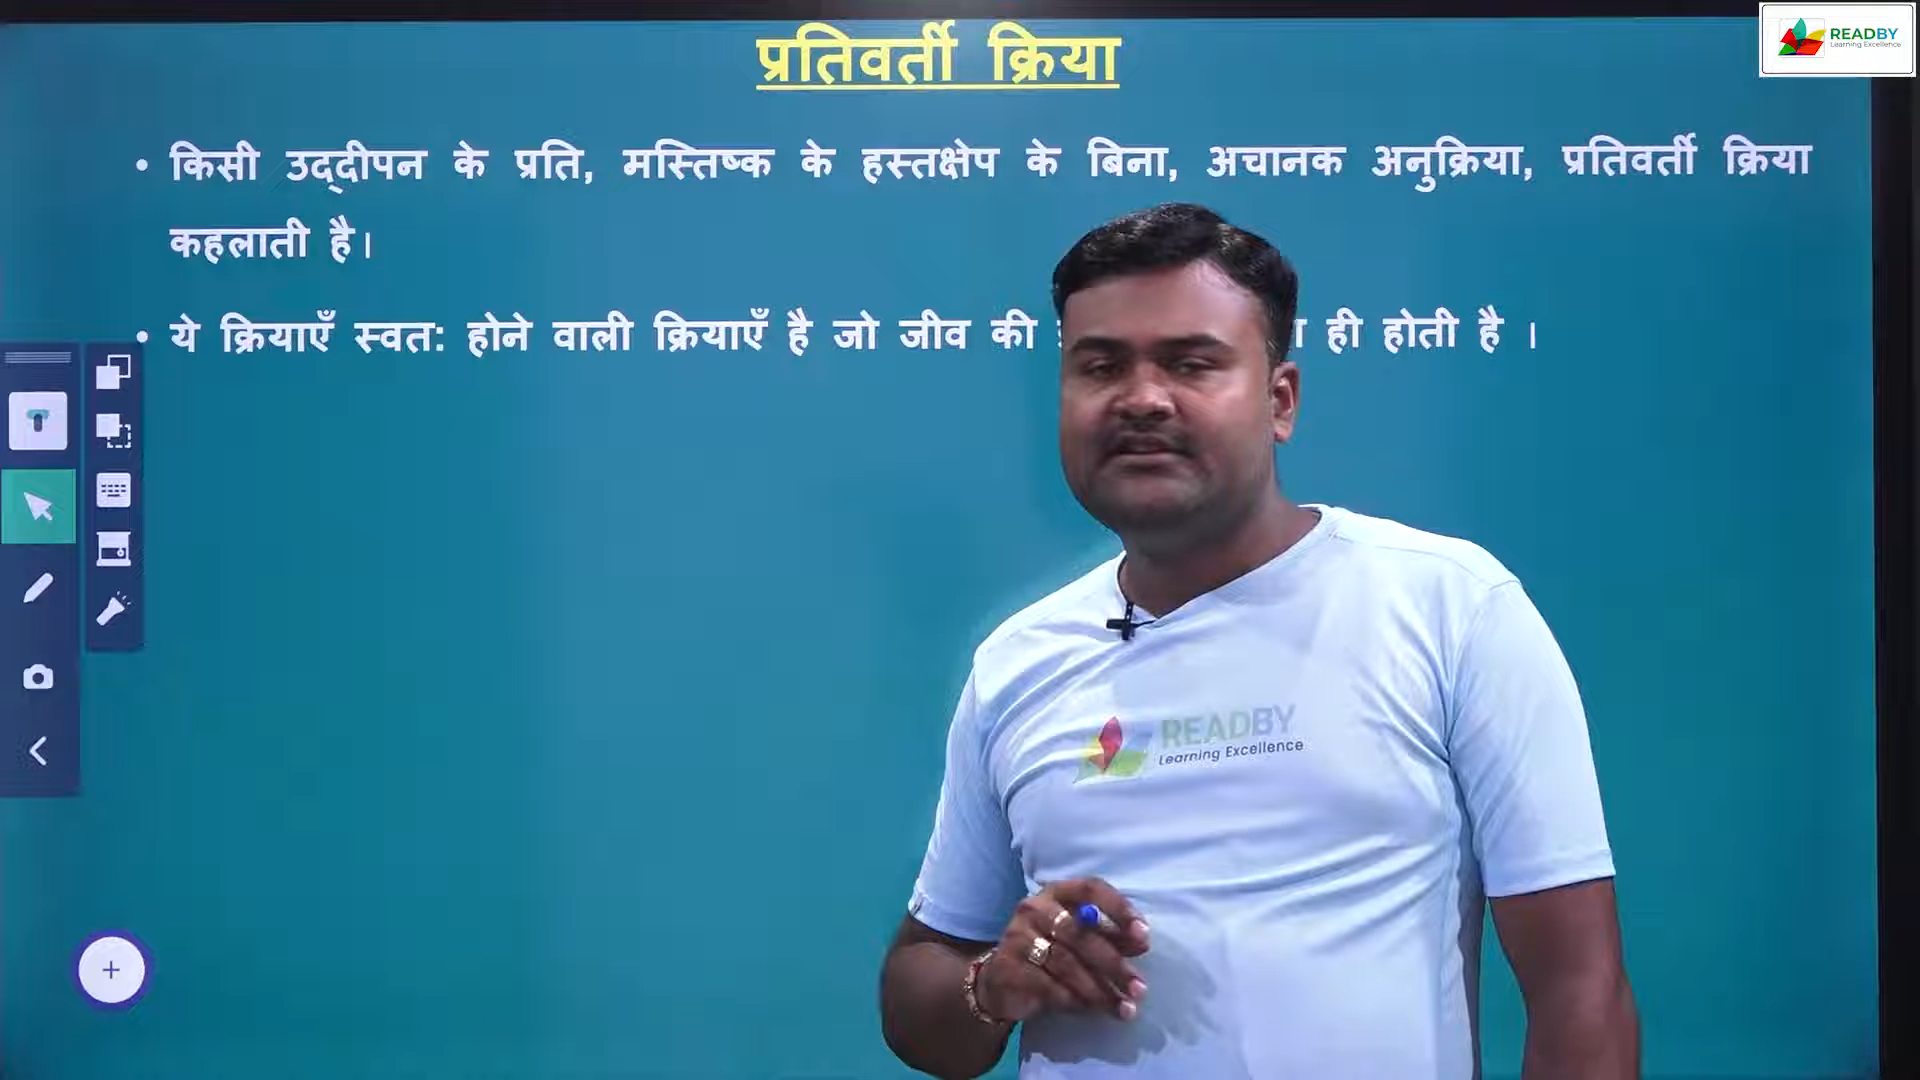 प्रतिवर्ती क्रिया
READBY
Learning Excellence
• किसी उद्दीपन के प्रति, मस्तिष्क के हस्तक्षेप के बिना, अचानक अनुक्रिया, प्रतिवर्ती क्रिया
कहलाती है।
• ये क्रियाएँ स्वत: होने वाली क्रियाएँ है जो जीव की ही होती है ।
READBY
Learning Excellence